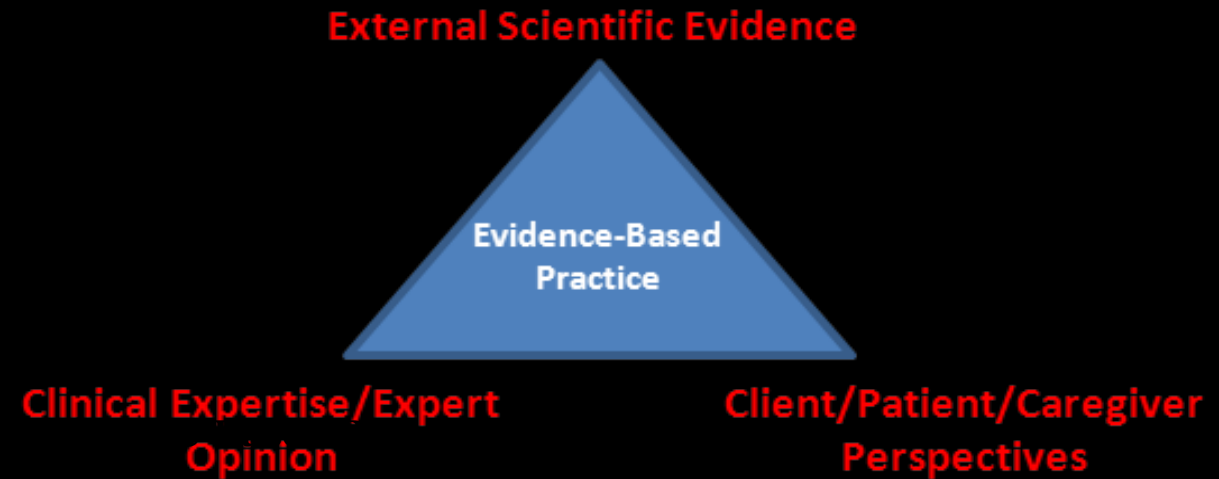 External Scientific Evidence
Evidence-Based
Practice
Clinical Expertise/Expert
Opinion
Client/Patient/Caregiver
Perspectives